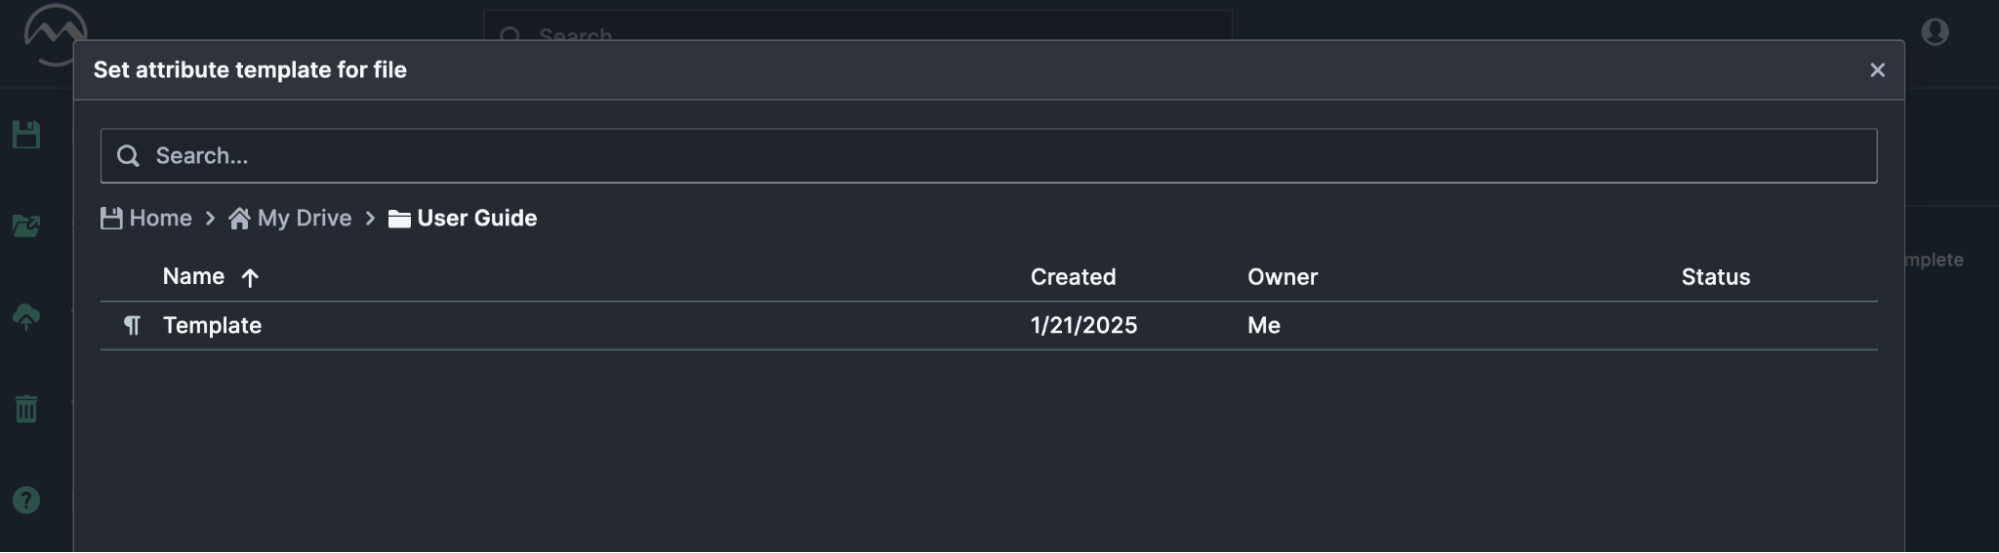 Search
Set attribute template for file
Search...
Home > My Drive > User Guide
mplete
Name ↑ Created Owner Status
¶ Template 1/21/2025 Me